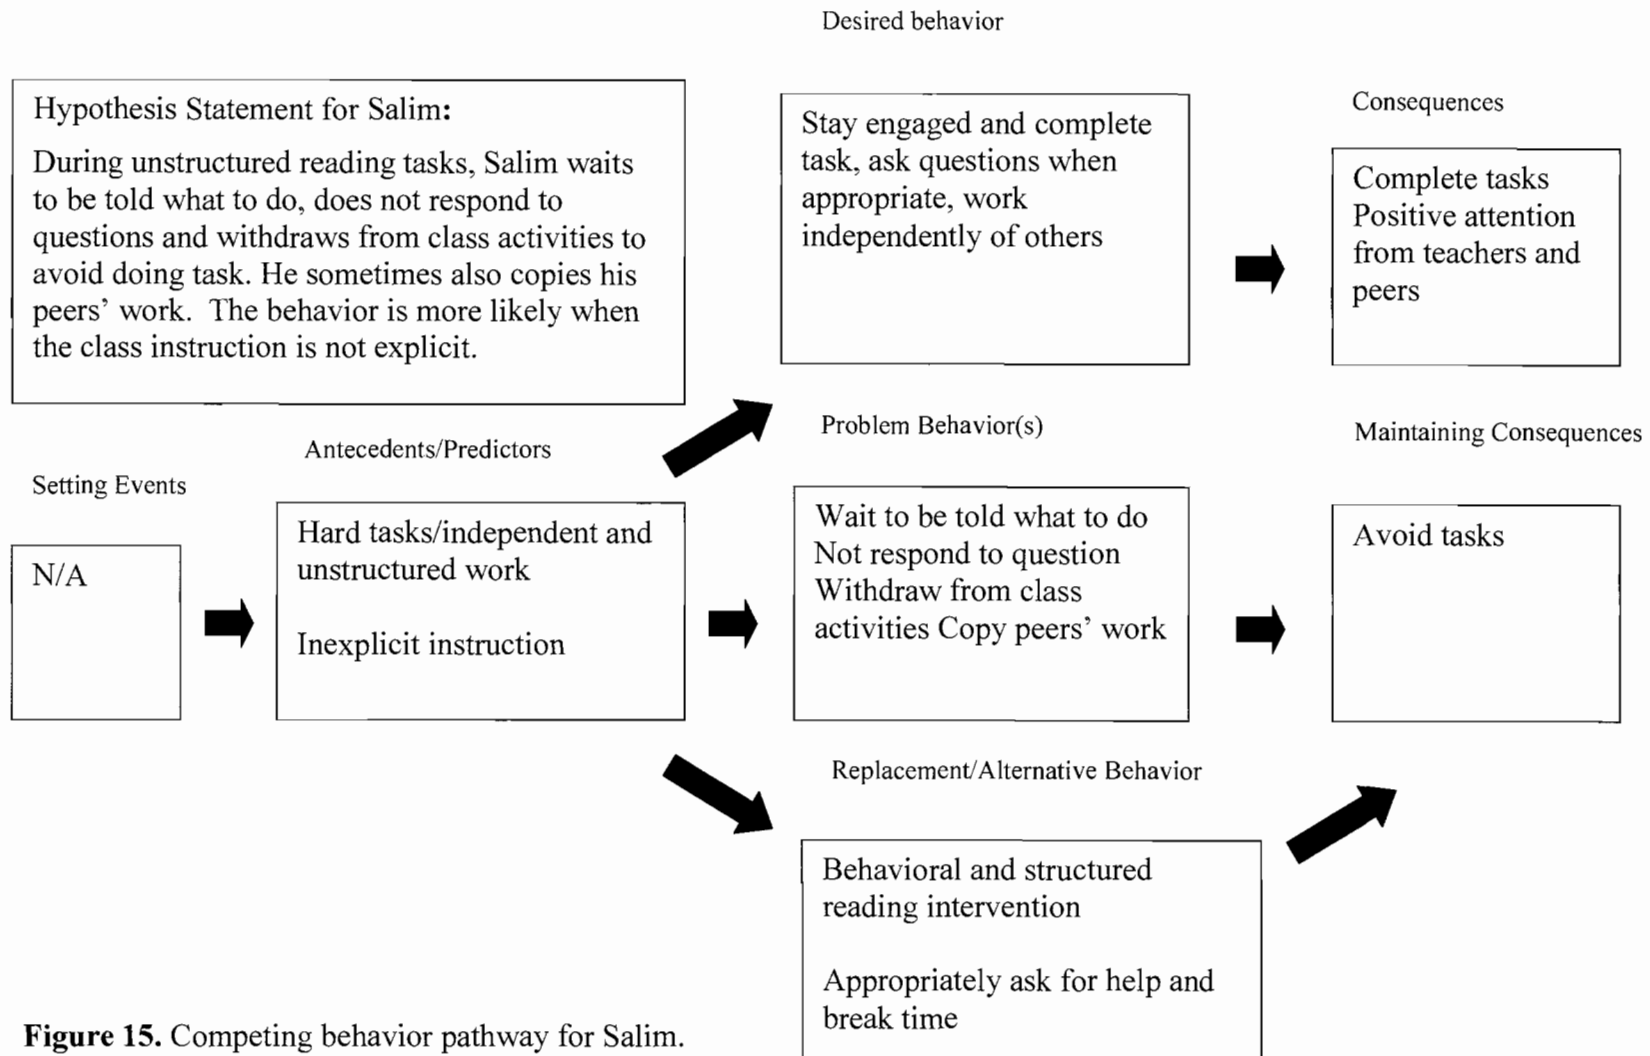 Desired behavior
Hypothesis Statement for Salim:
During unstructured reading tasks, Salim waits
to be told what to do, does not respond to
questions and withdraws from class activities to
avoid doing task. He sometimes also copies his
peers’ work. The behavior is more likely when
the class instruction is not explicit.
Stay engaged and complete
task, ask questions when
appropriate, work
independently of others
Consequences
Complete tasks
Positive attention
from teachers and
peers
Setting Events
N/A
Antecedents/Predictors
Hard tasks/independent and
unstructured work
Inexplicit instruction
Problem Behavior(s)
Wait to be told what to do
Not respond to question
Withdraw from class
activities Copy peers’ work
Maintaining Consequences
Avoid tasks
Replacement/Alternative Behavior
Behavioral and structured
reading intervention
Appropriately ask for help and
break time
Figure 15. Competing behavior pathway for Salim.